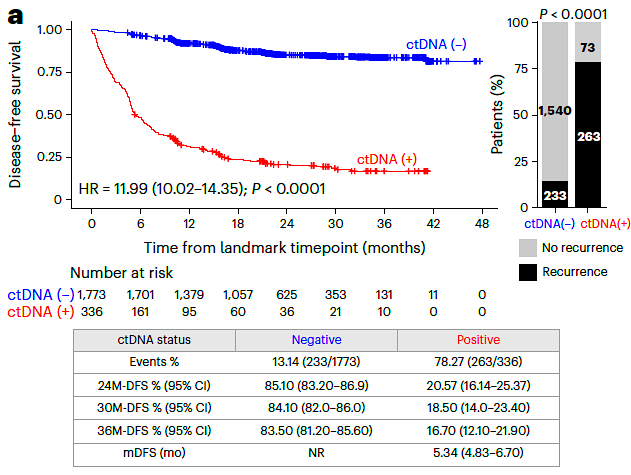 a
P < 0.0001
Disease–free survival
1.00
0.75
0.50
0.25
0
ctDNA (–)
ctDNA (+)
HR = 11.99 (10.02–14.35); P < 0.0001
0 6 12 18 24 30 36 42 48
Time from landmark timepoint (months)
Patients (%)
100
75
50
25
0
1,540
233
73
263
ctDNA(–) ctDNA(+)
No recurrence
Recurrence
Number at risk
ctDNA (–) 1,773 1,701 1,379 1,057 625 353 131 11 0
ctDNA (+) 336 161 95 60 36 21 10 0 0
ctDNA status Negative Positive
Events % 13.14 (233/1773) 78.27 (263/336)
24M-DFS % (95% CI) 85.10 (83.20–86.9) 20.57 (16.14–25.37)
30M-DFS % (95% CI) 84.10 (82.0–86.0) 18.50 (14.0–23.40)
36M-DFS % (95% CI) 83.50 (81.20–85.60) 16.70 (12.10–21.90)
mDFS (mo) NR 5.34 (4.83–6.70)